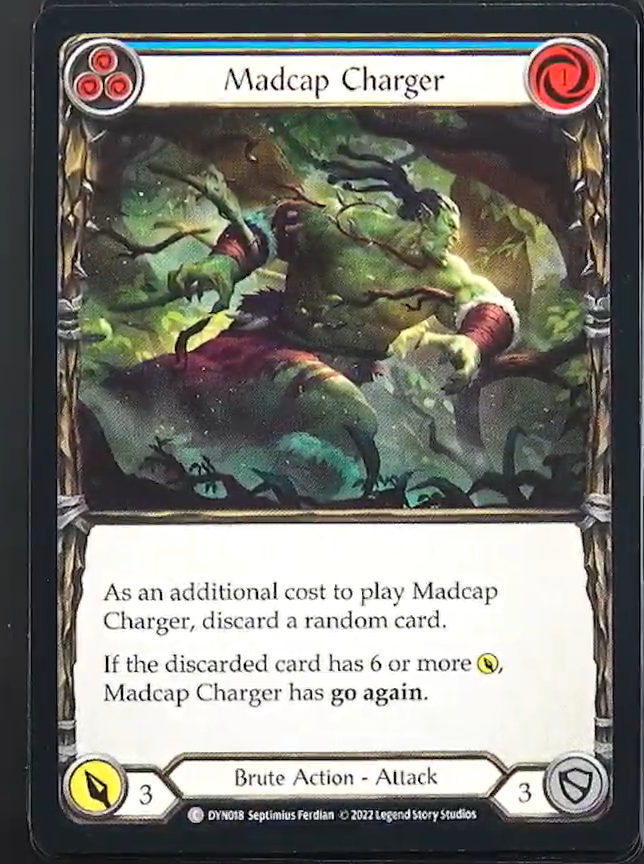 Madcap Charger
1
As an additional cost to play Madcap
Charger, discard a random card.
If the discarded card has 6 or more ,
Madcap Charger has go again.
3
Brute Action - Attack
3
C DYN018 Septimius Ferdian © 2022 Legend Story Studios